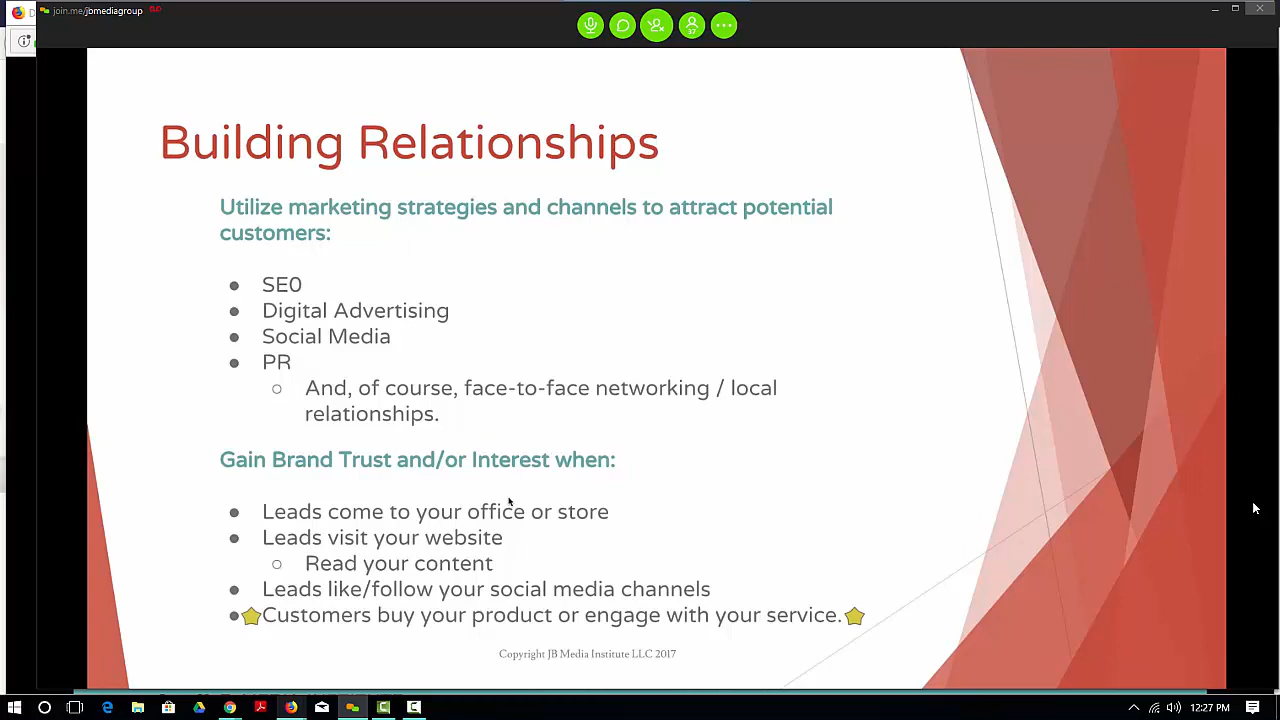 join.me/jbmediagroup
37
Building Relationships
Utilize marketing strategies and channels to attract potential
customers:
● SE0
● Digital Advertising
● Social Media
● PR
○ And, of course, face-to-face networking / local
relationships.
Gain Brand Trust and/or Interest when:
● Leads come to your office or store
● Leads visit your website
○ Read your content
● Leads like/follow your social media channels
● Customers buy your product or engage with your service.
Copyright JB Media Institute LLC 2017
12:27 PM